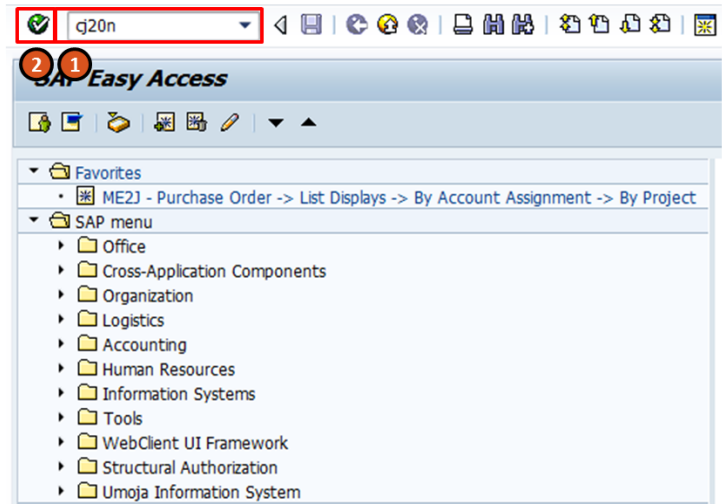 cj20n
2 1
SAP Easy Access
Favorites
ME2J - Purchase Order -> List Displays -> By Account Assignment -> By Project
SAP menu
Office
Cross-Application Components
Organization
Logistics
Accounting
Human Resources
Information Systems
Tools
WebClient UI Framework
Structural Authorization
Umoja Information System